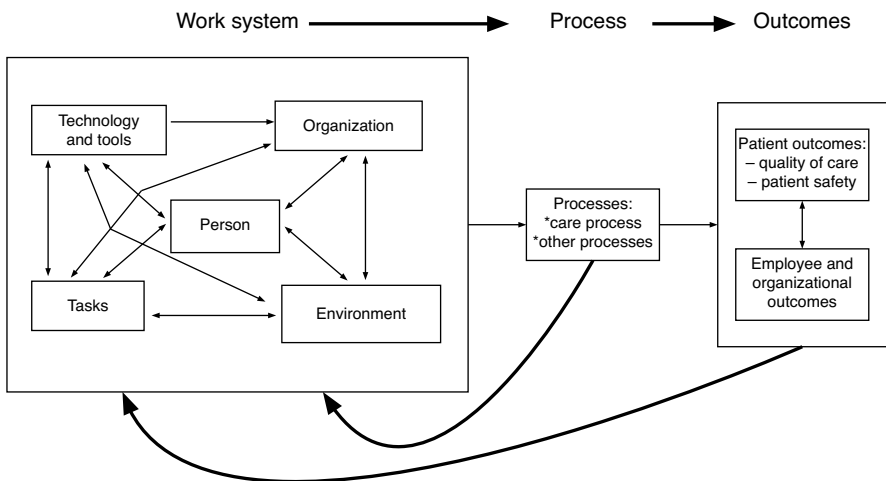 Work system
Process
Outcomes
Technology
and tools
Organization
Person
Tasks
Environment
Processes:
*care process
*other processes
Patient outcomes:
– quality of care
– patient safety
Employee and
organizational
outcomes